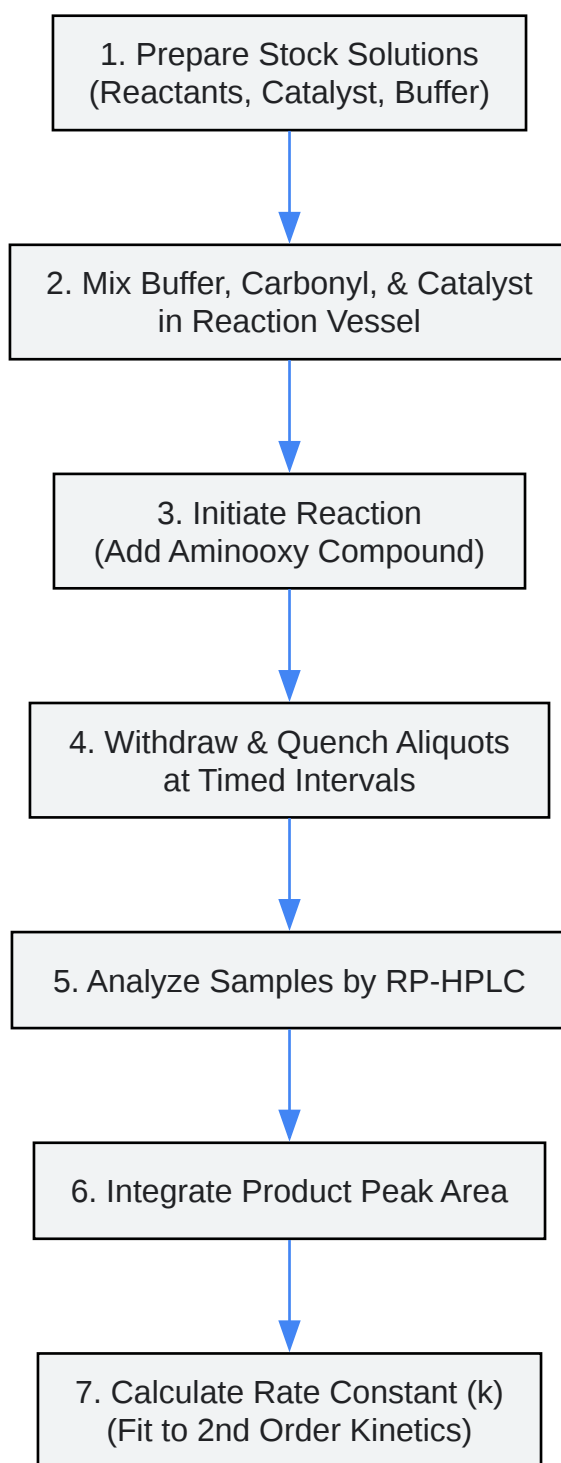 1. Prepare Stock Solutions
(Reactants, Catalyst, Buffer)
2. Mix Buffer, Carbonyl, & Catalyst
in Reaction Vessel
3. Initiate Reaction
(Add Aminooxy Compound)
4. Withdraw & Quench Aliquots
at Timed Intervals
5. Analyze Samples by RP-HPLC
6. Integrate Product Peak Area
7. Calculate Rate Constant (k)
(Fit to 2nd Order Kinetics)